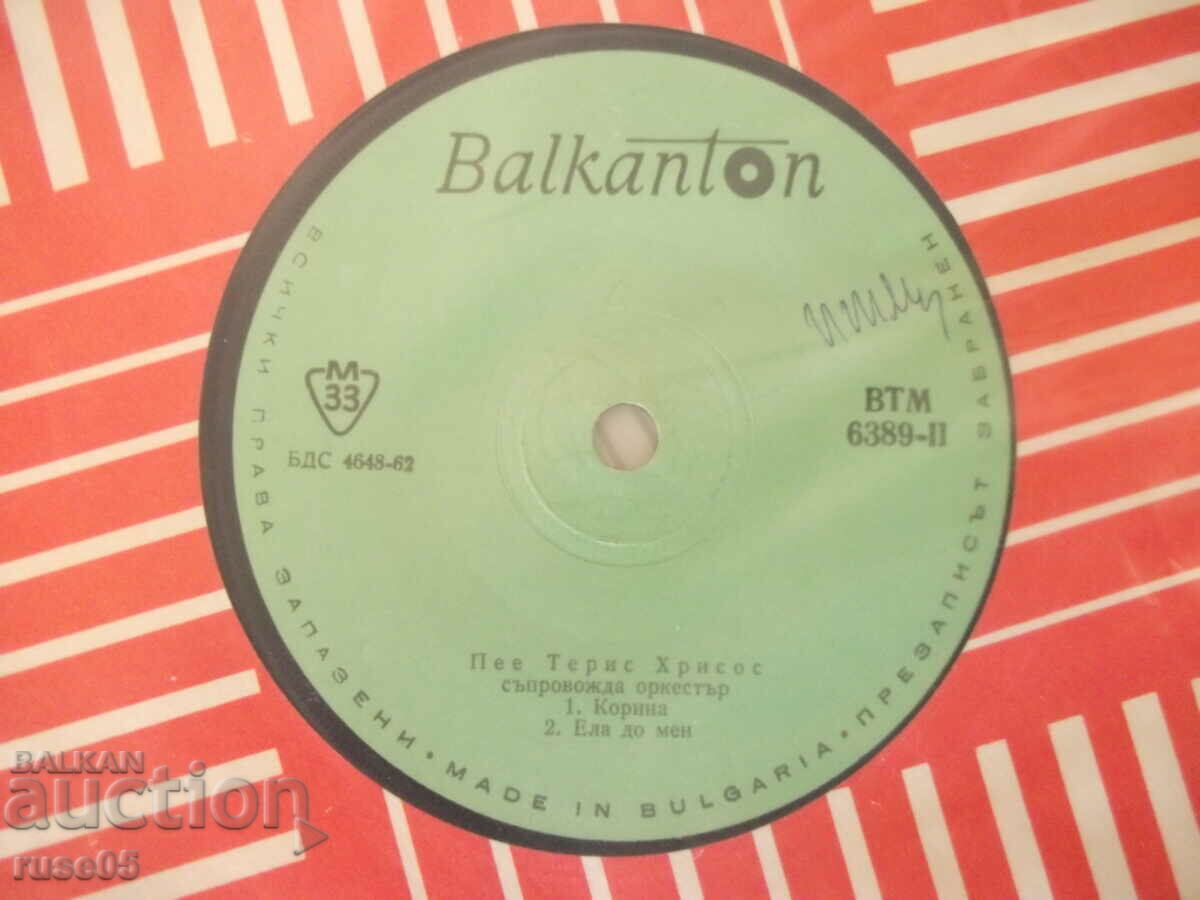 Balkanton
ВСИЧКИ ПРАВА ЗАПАЗЕНИ • MADE IN BULGARIA • ПРЕЗАПИСЪТ ЗАБРАНЕН
М
33
БДС 4648-62
ВТМ
6389-II
Пее Терис Хрисос
съпровожда оркестър
1. Корина
2. Ела до мен
BALKAN
auction
ruse05